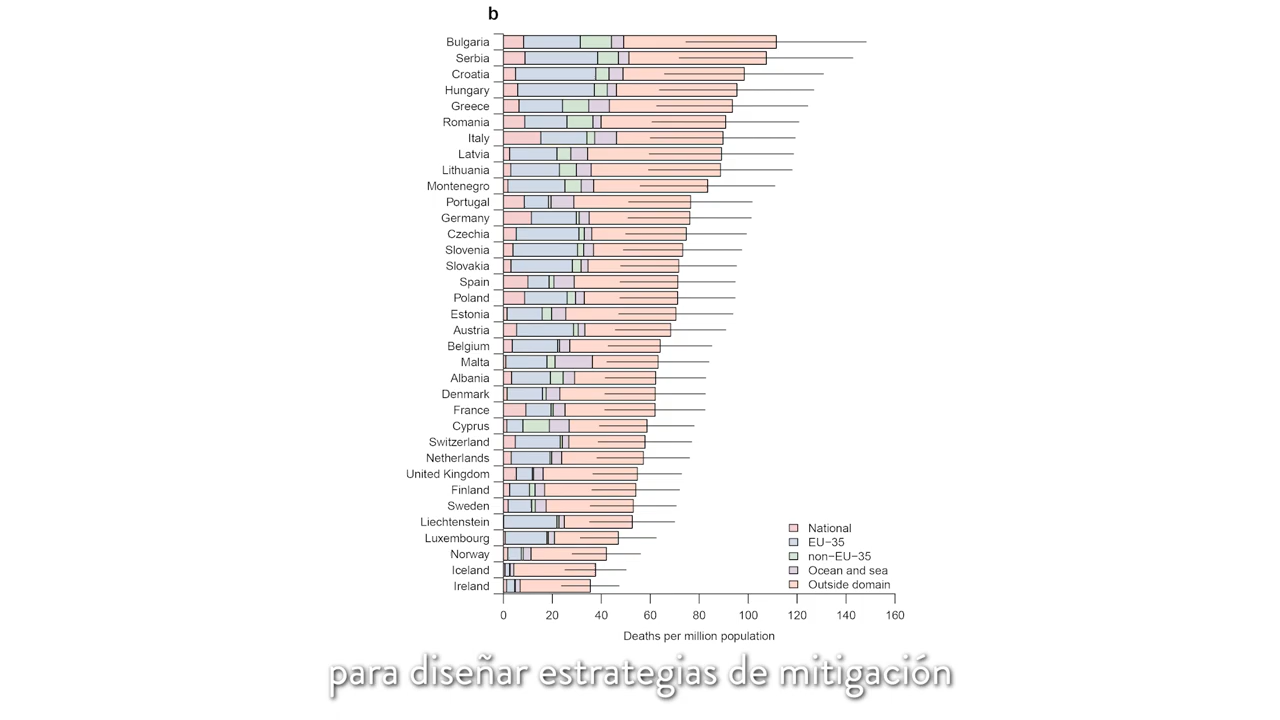 b
Bulgaria
Serbia
Croatia
Hungary
Greece
Romania
Italy
Latvia
Lithuania
Montenegro
Portugal
Germany
Czechia
Slovenia
Slovakia
Spain
Poland
Estonia
Austria
Belgium
Malta
Albania
Denmark
France
Cyprus
Switzerland
Netherlands
United Kingdom
Finland
Sweden
Liechtenstein
Luxembourg
Norway
Iceland
Ireland
National
EU−35
non−EU−35
Ocean and sea
Outside domain
0 20 40 60 80 100 120 140 160
Deaths per million population
para diseñar estrategias de mitigación